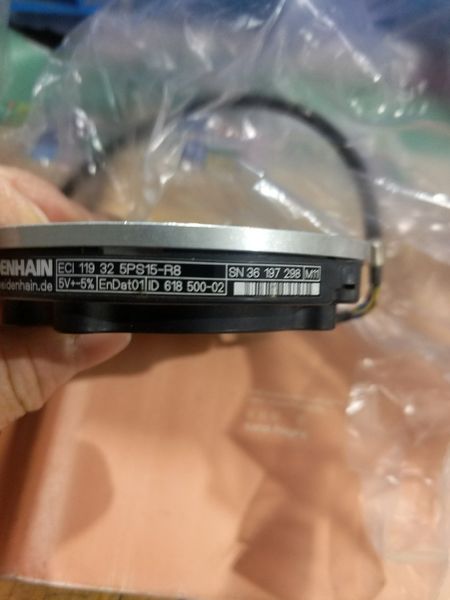 ENHAIN ECI 119 32 5PS15-R8 SN 36 197 298 M11
eidenhain.de 5V+-5% EnDat01 ID 618 500-02